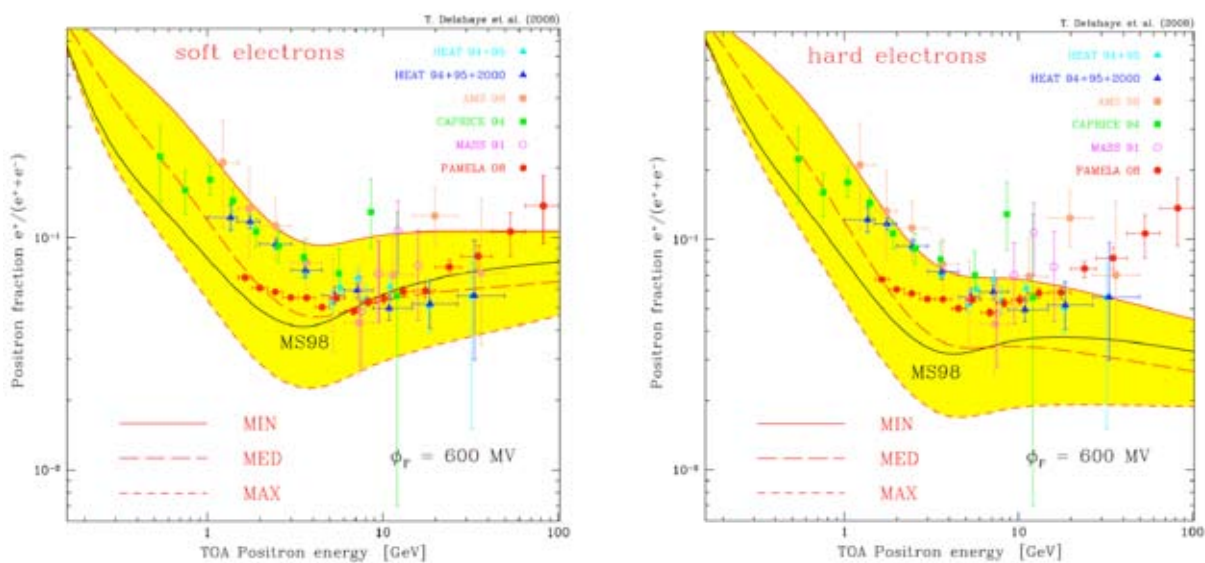 T. Delahaye et al. (2008)
soft electrons
HEAT 94+95
HEAT 94+95+2000
AMS 98
CAPRICE 94
MASS 91
PAMELA 08
Positron fraction e⁺/(e⁺+e⁻)
10⁻¹
10⁻²
MS98
MIN
MED
MAX
ϕ_F = 600 MV
1
10
100
TOA Positron energy [GeV]
T. Delahaye et al. (2008)
hard electrons
HEAT 94+95
HEAT 94+95+2000
AMS 98
CAPRICE 94
MASS 91
PAMELA 08
Positron fraction e⁺/(e⁺+e⁻)
10⁻¹
10⁻²
MS98
MIN
MED
MAX
ϕ_F = 600 MV
1
10
100
TOA Positron energy [GeV]